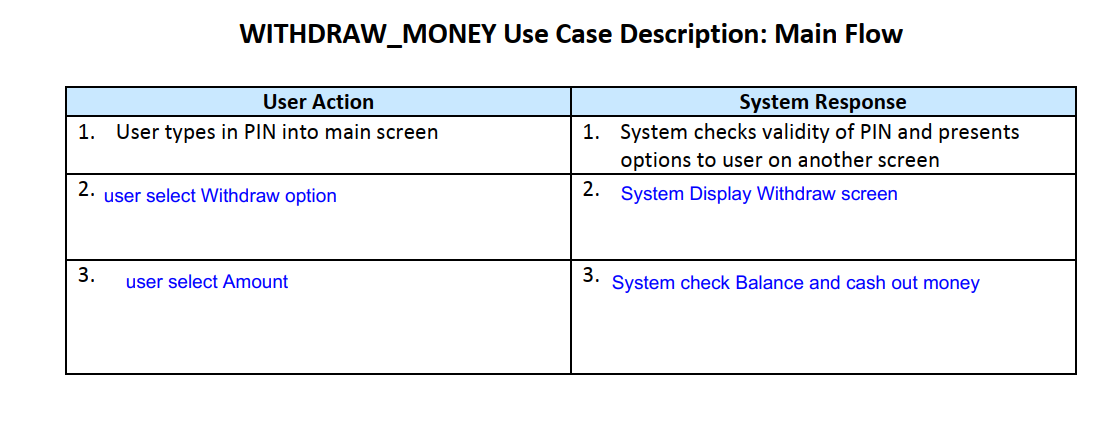 WITHDRAW_MONEY Use Case Description: Main Flow
User Action
System Response
1. User types in PIN into main screen
1. System checks validity of PIN and presents
options to user on another screen
2. user select Withdraw option
2. System Display Withdraw screen
3. user select Amount
3. System check Balance and cash out money